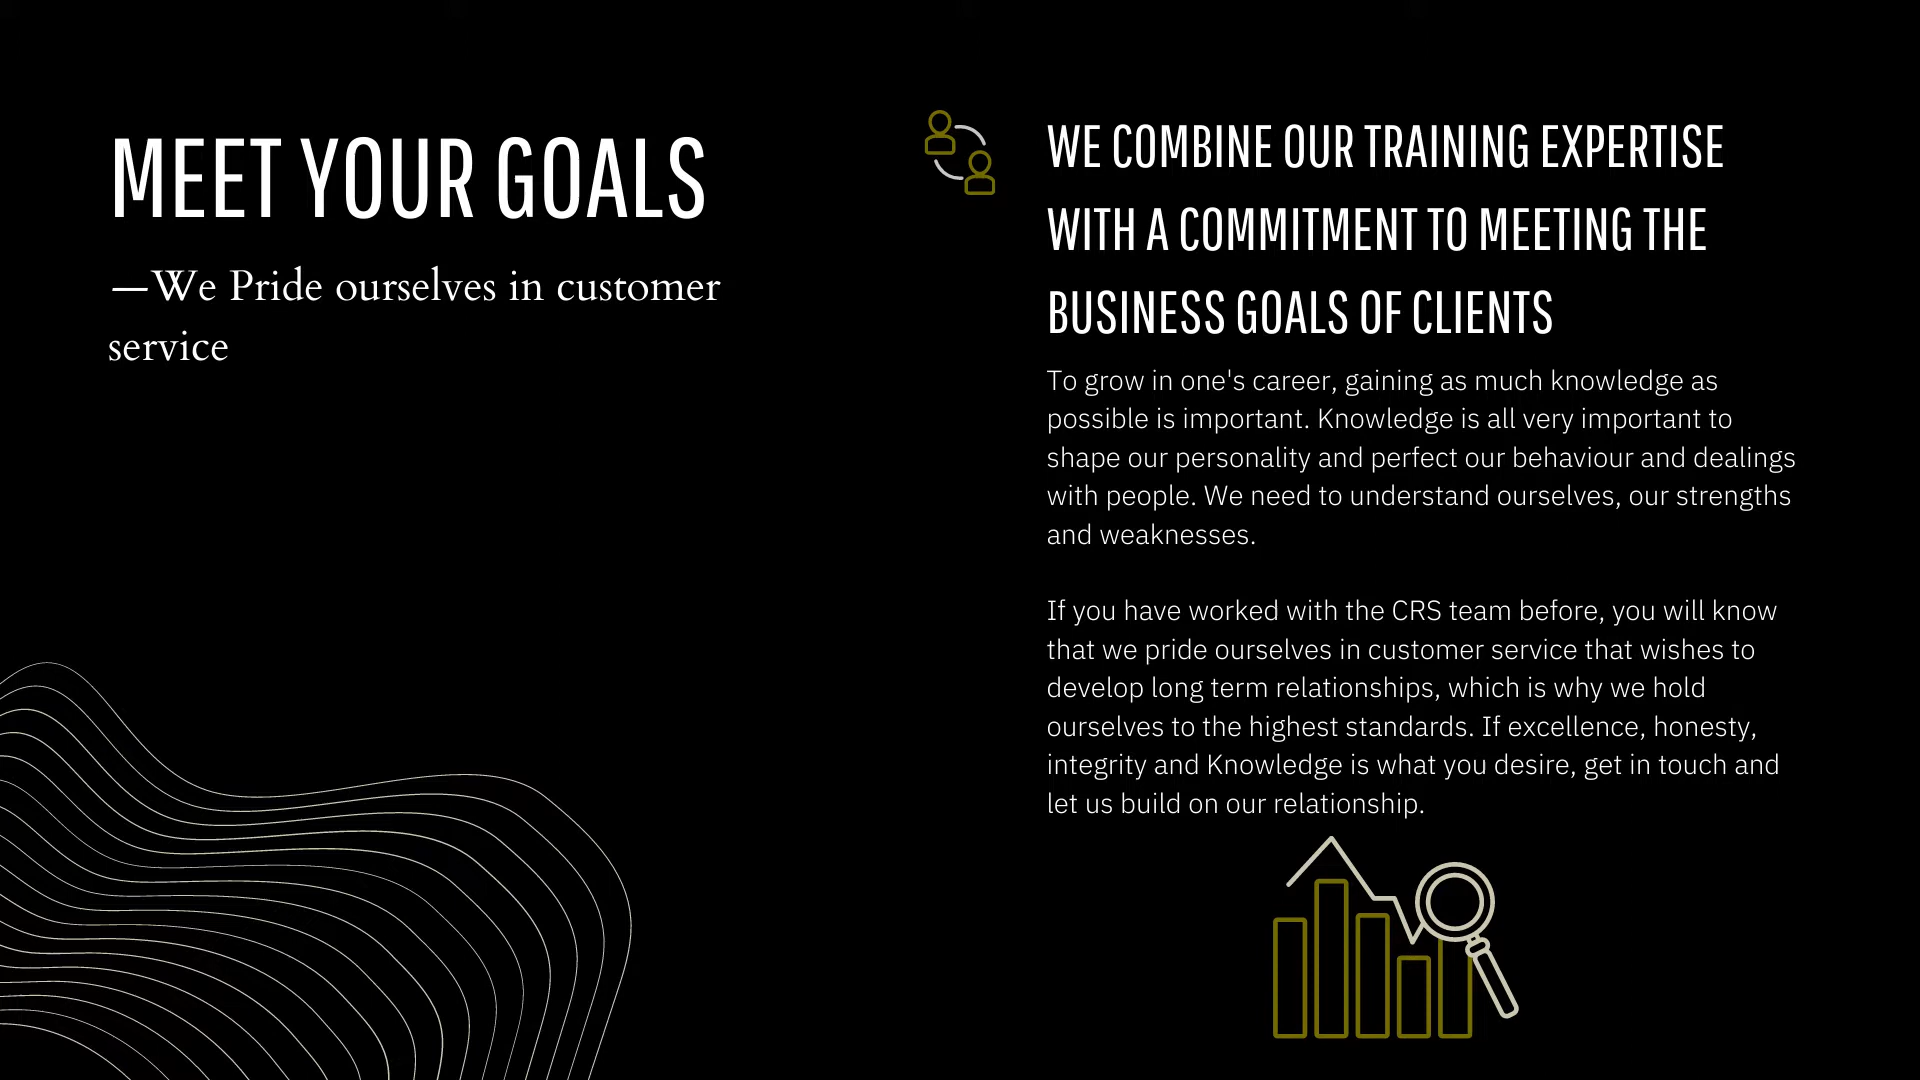 MEET YOUR GOALS
—We Pride ourselves in customer
service
WE COMBINE OUR TRAINING EXPERTISE
WITH A COMMITMENT TO MEETING THE
BUSINESS GOALS OF CLIENTS
To grow in one's career, gaining as much knowledge as
possible is important. Knowledge is all very important to
shape our personality and perfect our behaviour and dealings
with people. We need to understand ourselves, our strengths
and weaknesses.
If you have worked with the CRS team before, you will know
that we pride ourselves in customer service that wishes to
develop long term relationships, which is why we hold
ourselves to the highest standards. If excellence, honesty,
integrity and Knowledge is what you desire, get in touch and
let us build on our relationship.